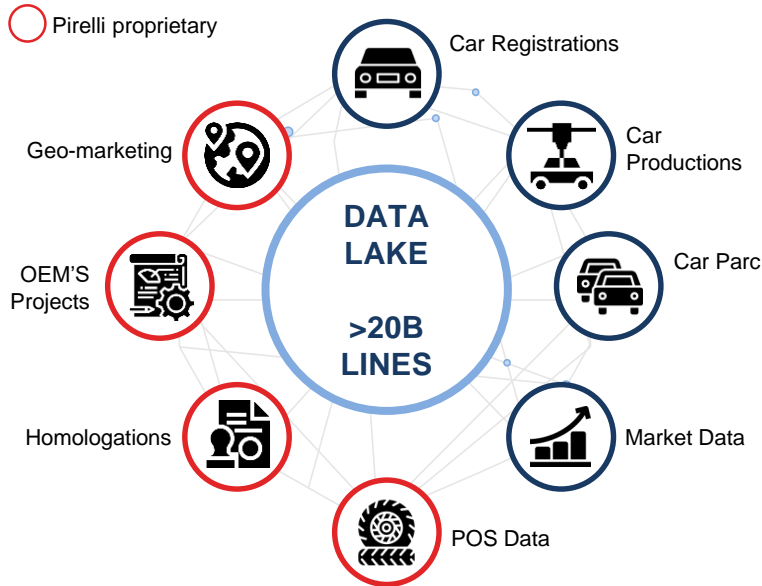 Pirelli proprietary
Car Registrations
Geo-marketing
Car
Productions
DATA
LAKE
>20B
LINES
OEM'S
Projects
Car Parc
Homologations
Market Data
POS Data